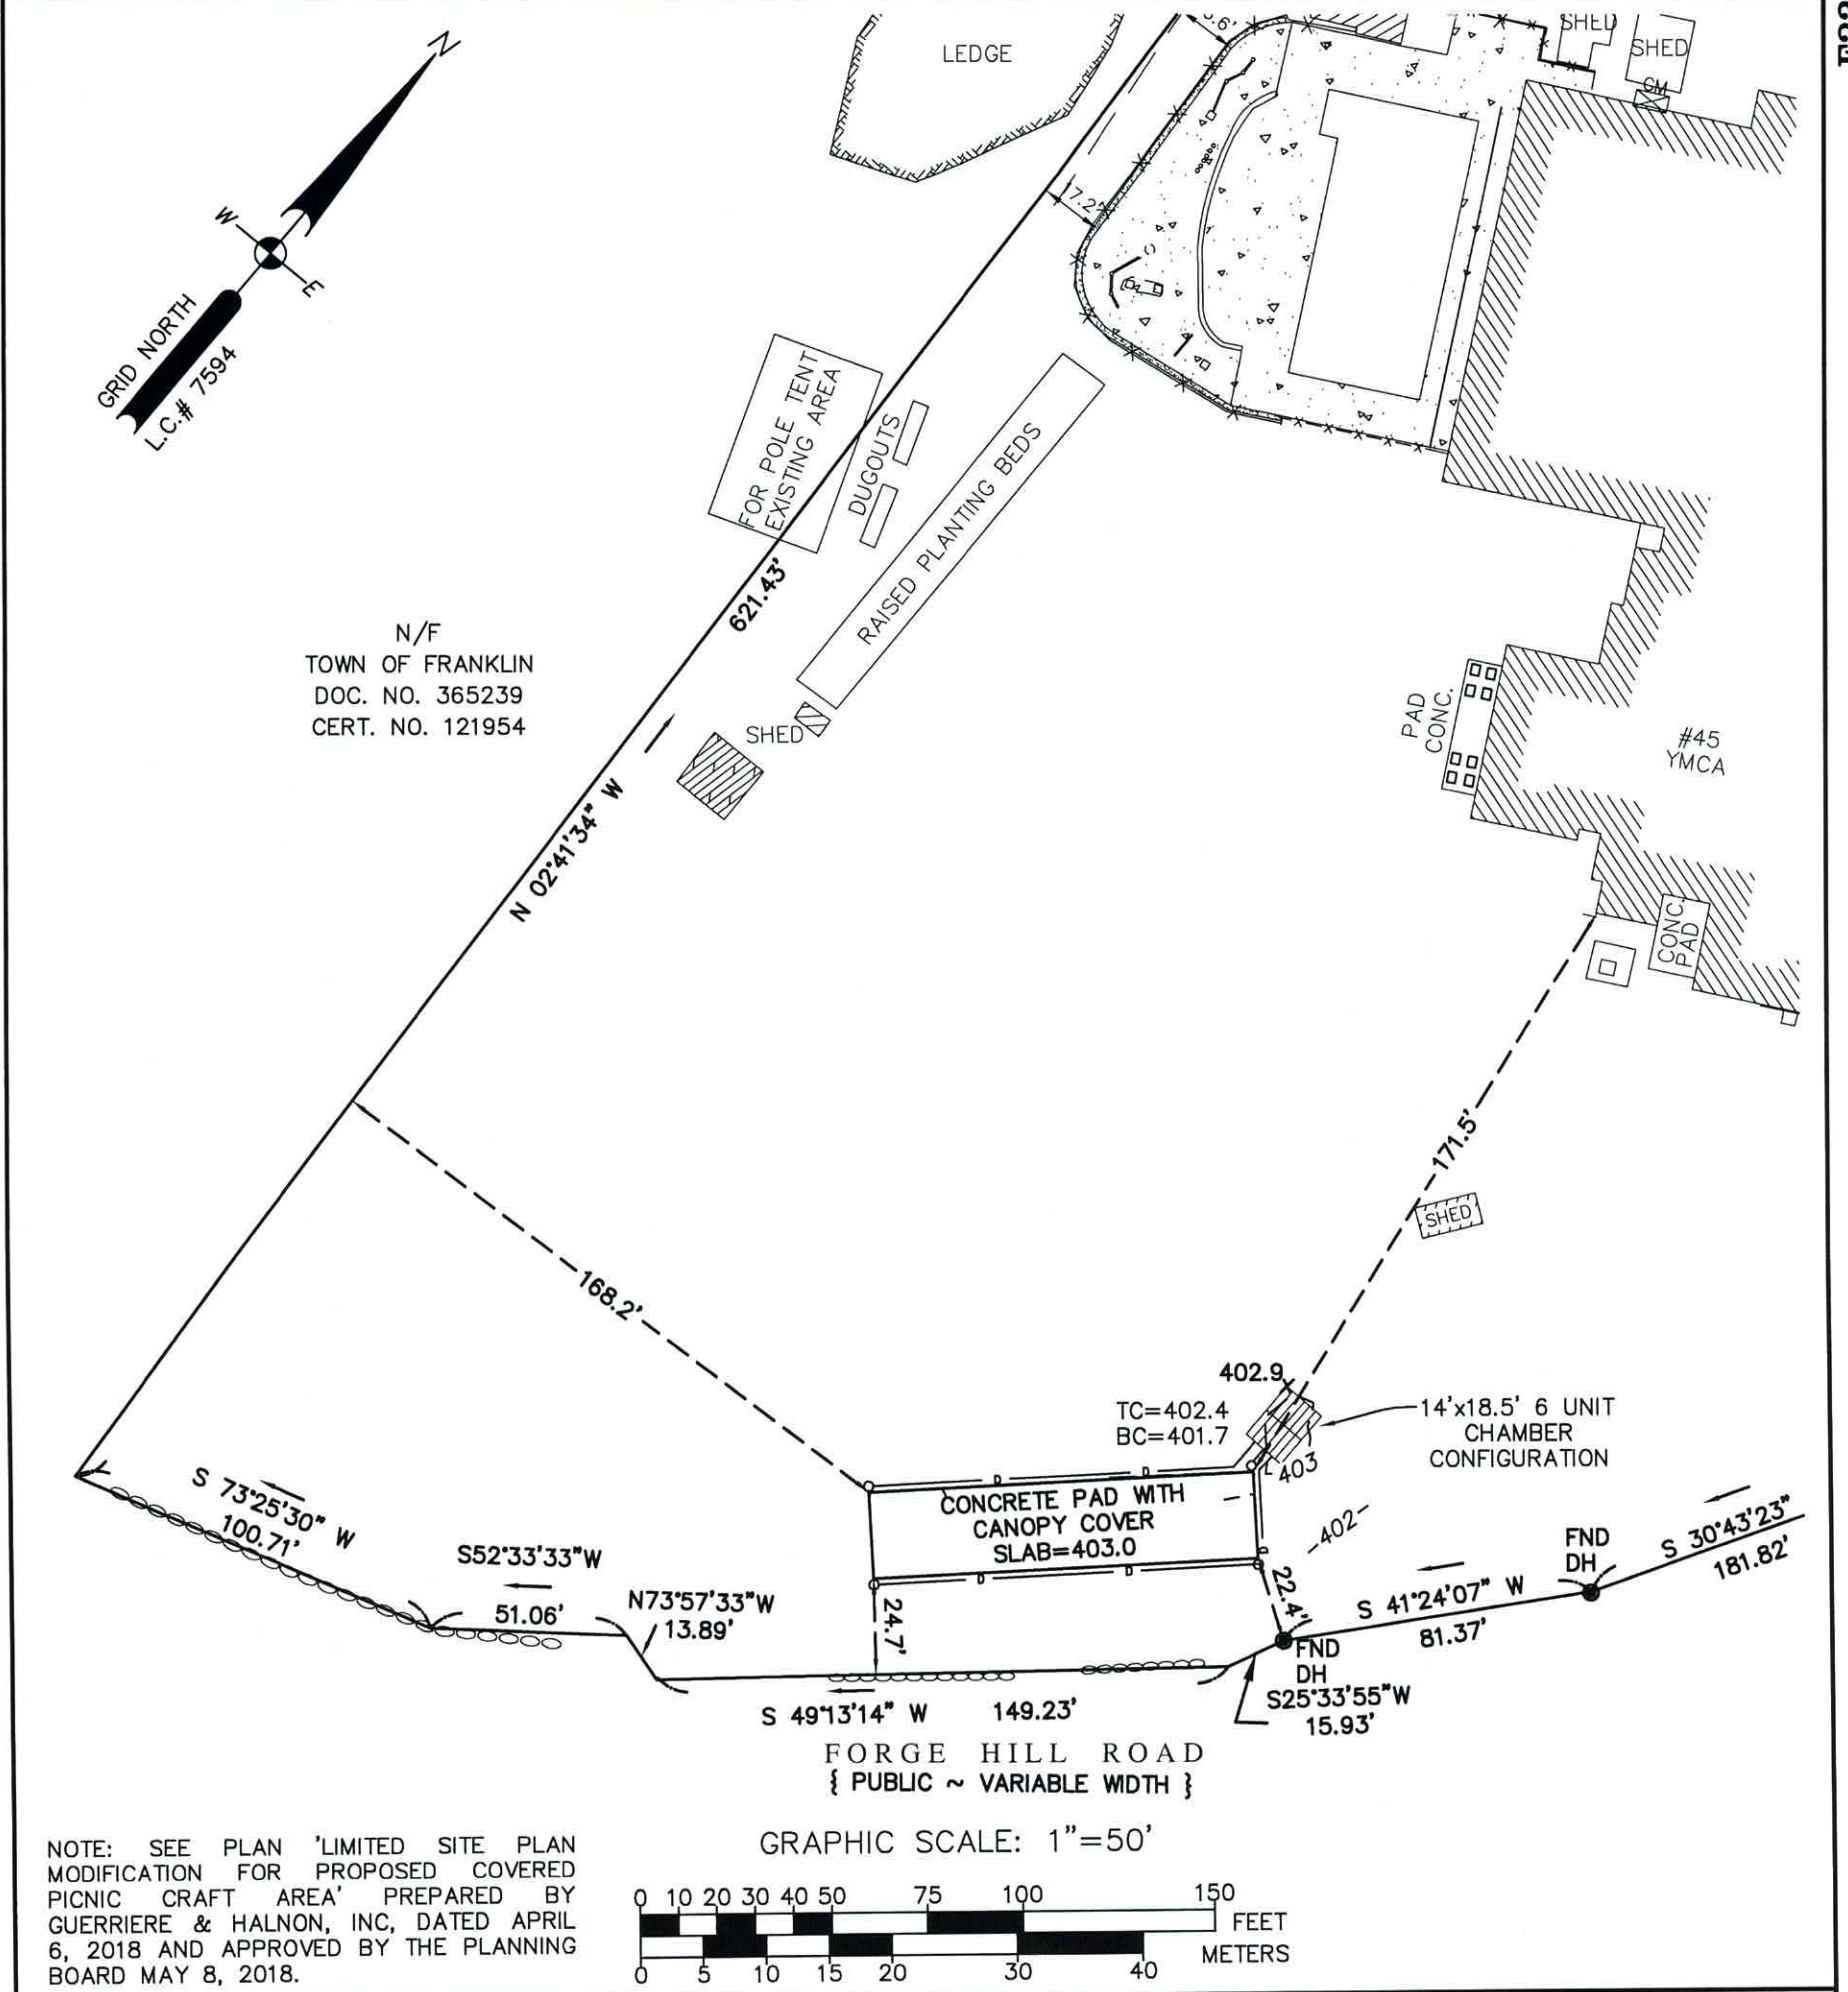 LEDGE
SHED
SHED
GM
N
W
E
GRID NORTH
L.C.# 7594
7.2'
FOR POLE TENT
EXISTING AREA
DUGOUTS
RAISED PLANTING BEDS
621.43'
N/F
TOWN OF FRANKLIN
DOC. NO. 365239
CERT. NO. 121954
SHED
PAD
CONC.
#45
YMCA
N 02°41'34" W
CONC.
PAD
171.5'
SHED
168.2'
402.9
TC=402.4
BC=401.7
14'x18.5' 6 UNIT
CHAMBER
CONFIGURATION
403
CONCRETE PAD WITH
CANOPY COVER
SLAB=403.0
D D
D
D D
-402-
S 73°25'30" W
100.71'
S52°33'33"W
51.06'
N73°57'33"W
13.89'
24.7'
22.4'
FND
DH
S 30°43'23"
181.82'
S 41°24'07" W
81.37'
FND
DH
S25°33'55"W
15.93'
S 49°13'14" W 149.23'
FORGE HILL ROAD
{ PUBLIC ~ VARIABLE WIDTH }
GRAPHIC SCALE: 1"=50'
0 10 20 30 40 50 75 100 150
FEET
METERS
0 5 10 15 20 30 40
NOTE: SEE PLAN 'LIMITED SITE PLAN
MODIFICATION FOR PROPOSED COVERED
PICNIC CRAFT AREA' PREPARED BY
GUERRIERE & HALNON, INC, DATED APRIL
6, 2018 AND APPROVED BY THE PLANNING
BOARD MAY 8, 2018.